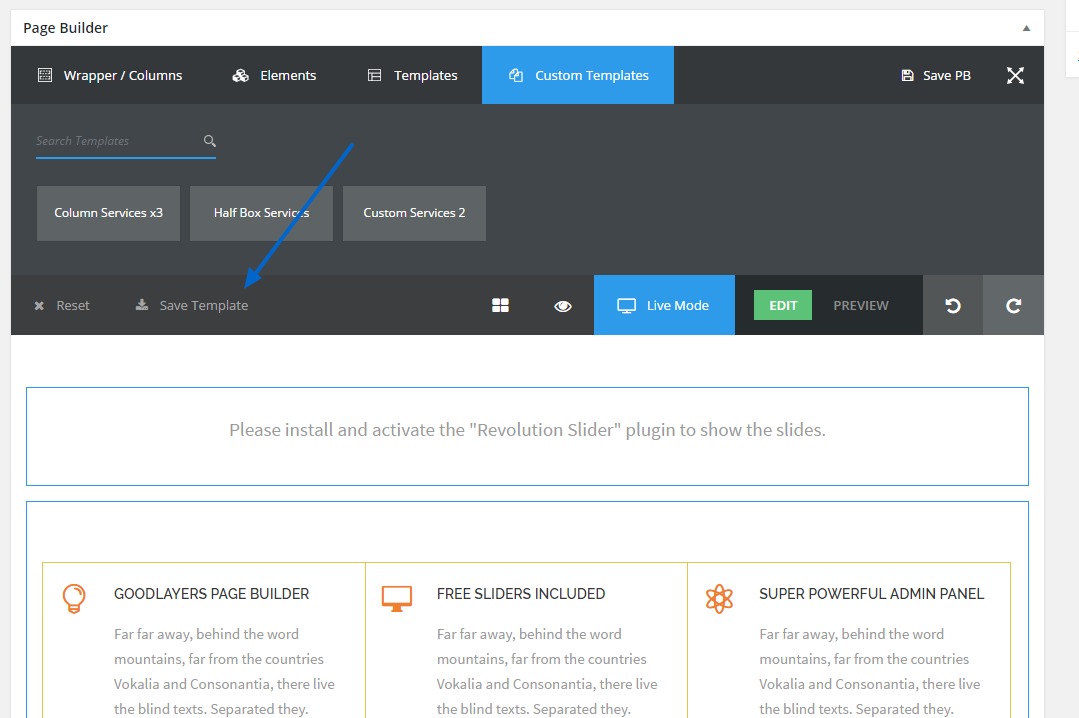 Page Builder
Wrapper / Columns Elements Templates Custom Templates Save PB
Search Templates
Column Services x3 Half Box Services Custom Services 2
Reset Save Template Live Mode EDIT PREVIEW
Please install and activate the "Revolution Slider" plugin to show the slides.
GOODLAYERS PAGE BUILDER
Far far away, behind the word
mountains, far from the countries
Vokalia and Consonantia, there live
the blind texts. Separated they.
FREE SLIDERS INCLUDED
Far far away, behind the word
mountains, far from the countries
Vokalia and Consonantia, there live
the blind texts. Separated they.
SUPER POWERFUL ADMIN PANEL
Far far away, behind the word
mountains, far from the countries
Vokalia and Consonantia, there live
the blind texts. Separated they.